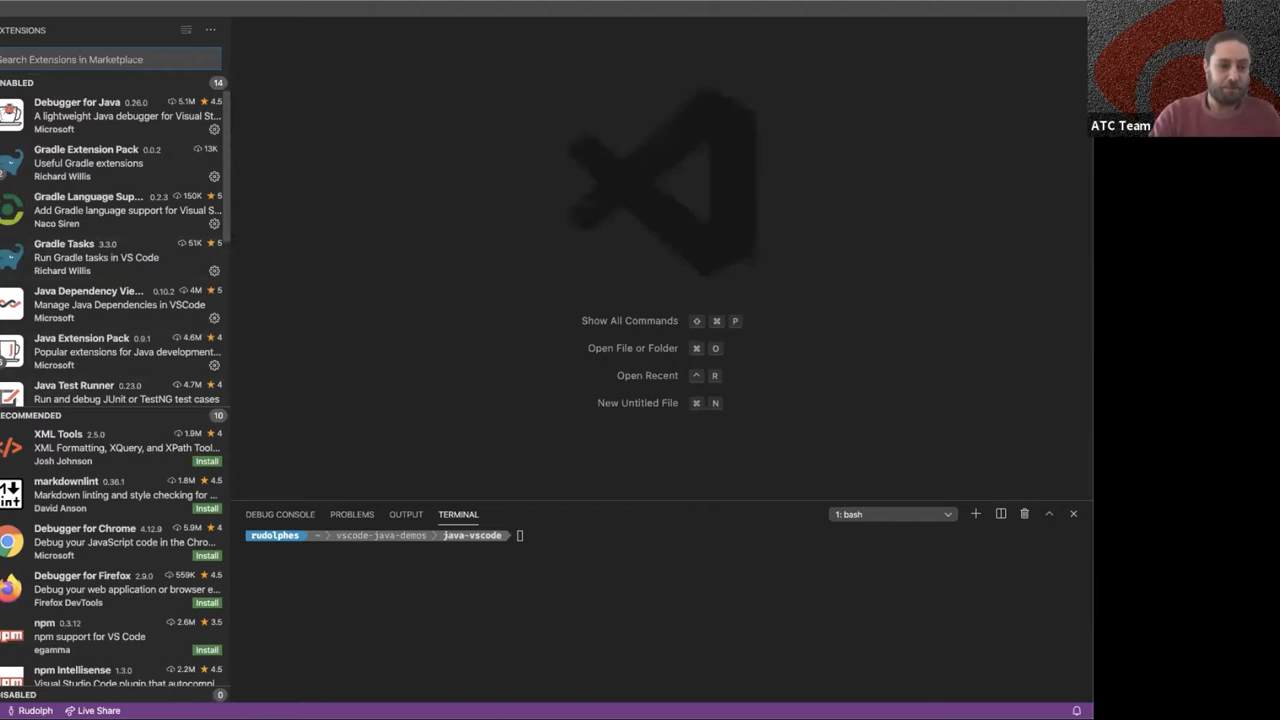 EXTENSIONS
Search Extensions in Marketplace
ENABLED 14
Debugger for Java 0.26.0 5.1M 4.5
A lightweight Java debugger for Visual St...
Microsoft
Gradle Extension Pack 0.0.2 13K
Useful Gradle extensions
Richard Willis
Gradle Language Sup... 0.2.3 150K 5
Add Gradle language support for Visual S...
Naco Siren
Gradle Tasks 3.3.0 51K 5
Run Gradle tasks in VS Code
Richard Willis
Java Dependency Vie... 0.10.2 4M 5
Manage Java Dependencies in VSCode
Microsoft
Java Extension Pack 0.9.1 4.6M 4
Popular extensions for Java development...
Microsoft
Java Test Runner 0.23.0 4.7M 4
Run and debug JUnit or TestNG test cases
RECOMMENDED 10
XML Tools 2.5.0 1.9M 4
XML Formatting, XQuery, and XPath Tool...
Josh Johnson Install
markdownlint 0.36.1 1.8M 4.5
Markdown linting and style checking for ...
David Anson Install
Debugger for Chrome 4.12.9 5.9M 4
Debug your JavaScript code in the Chro...
Microsoft Install
Debugger for Firefox 2.9.0 559K 4.5
Debug your web application or browser e...
Firefox DevTools Install
npm 0.3.12 2.6M 3.5
npm support for VS Code
egamma Install
npm Intellisense 1.3.0 2.2M 4.5
Visual Studio Code plugin that autocompl...
DISABLED 0
Show All Commands ⇧ ⌘ P
Open File or Folder ⌘ O
Open Recent ^ R
New Untitled File ⌘ N
DEBUG CONSOLE PROBLEMS OUTPUT TERMINAL 1: bash
rudolphes ~ vscode-java-demos java-vscode
ATC Team
Rudolph Live Share